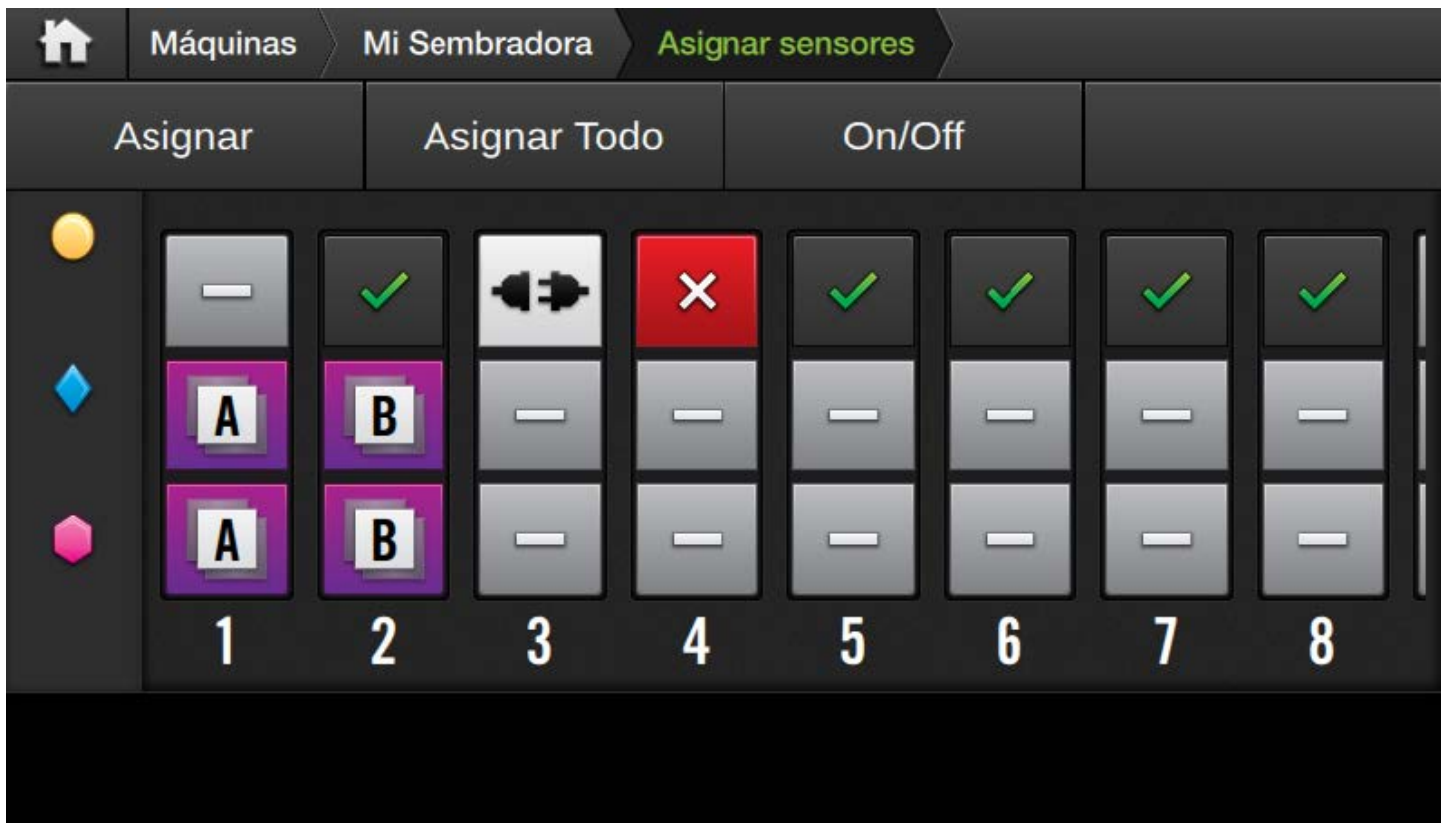 Máquinas Mi Sembradora Asignar sensores
Asignar Asignar Todo On/Off
A B
A B
1 2 3 4 5 6 7 8